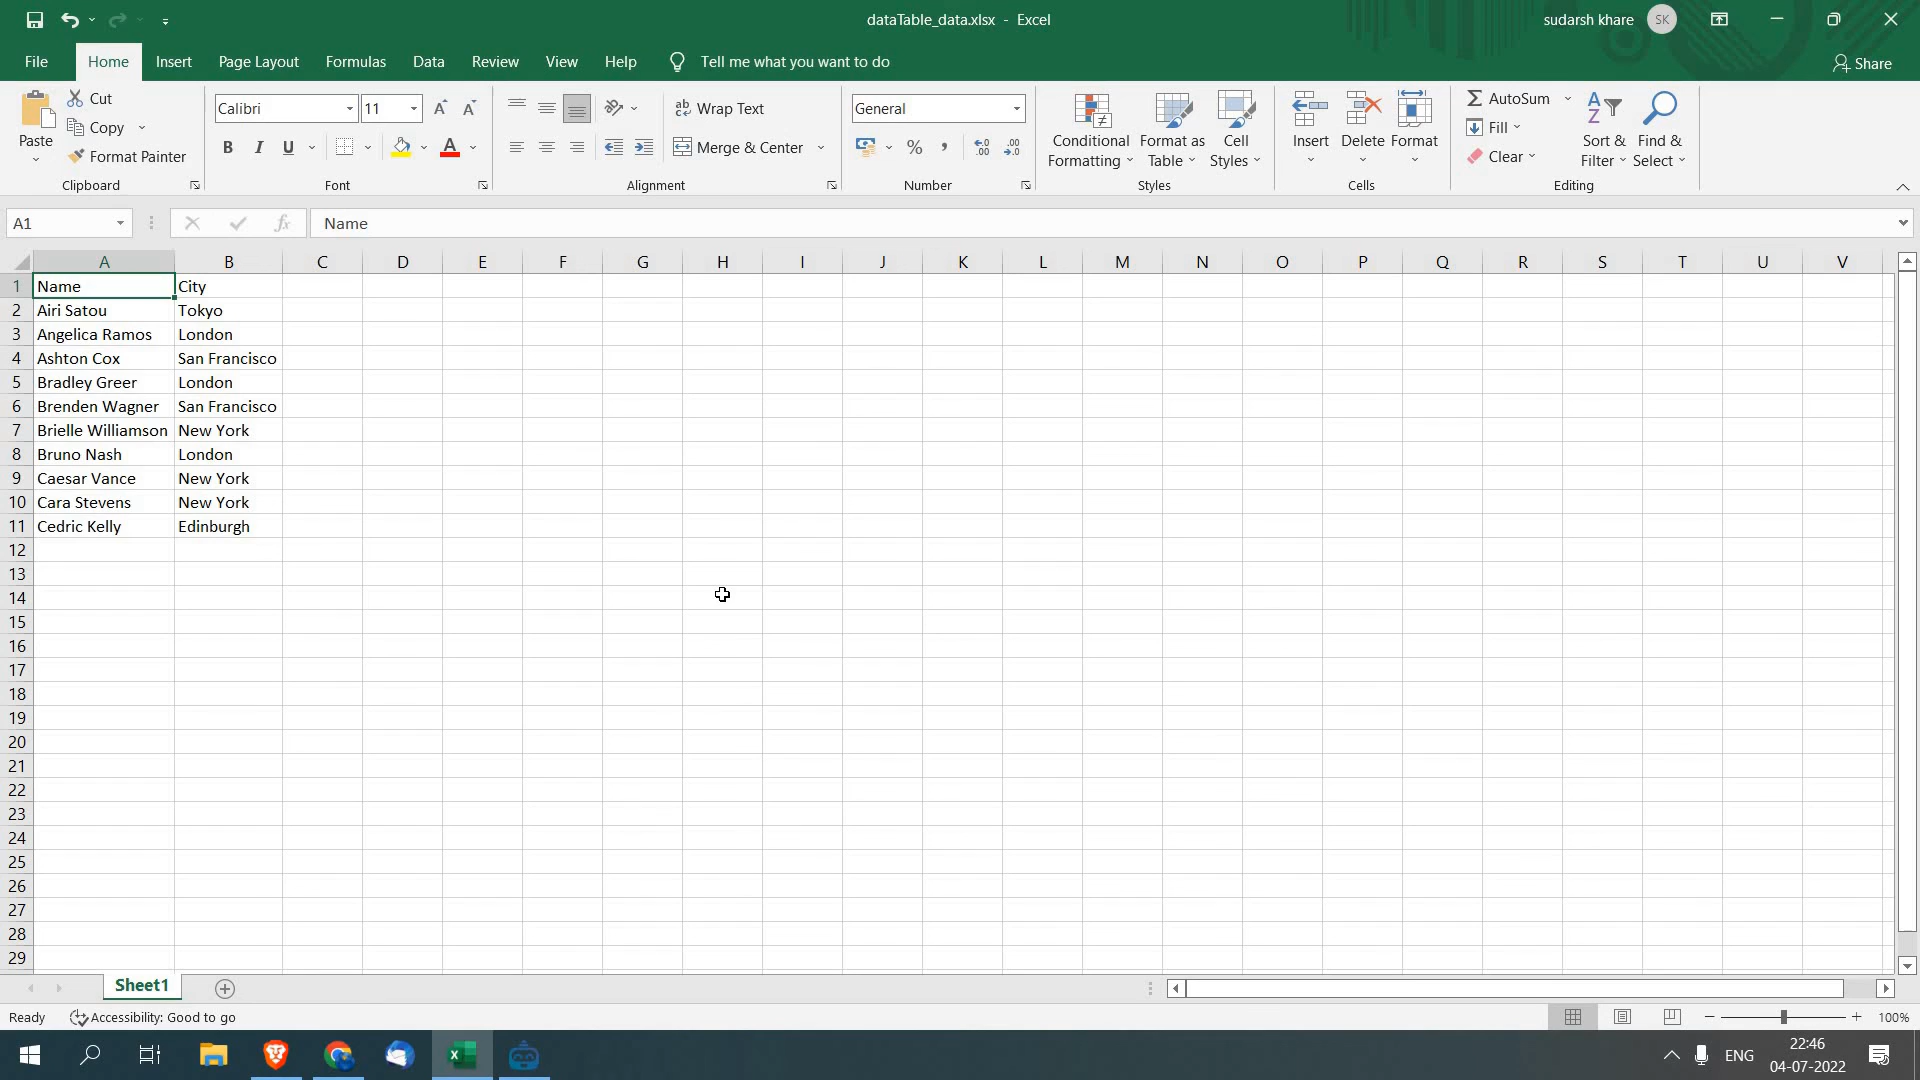 dataTable_data.xlsx - Excel
sudarsh khare SK
File Home Insert Page Layout Formulas Data Review View Help Tell me what you want to do Share
Paste Cut Copy Format Painter Clipboard
Calibri 11 B I U A Font
ab Wrap Text Merge & Center Alignment
General % , Number
Conditional Formatting Format as Table Cell Styles Styles
Insert Delete Format Cells
AutoSum Fill Clear Sort & Filter Find & Select Editing
A1 fx Name
A B C D E F G H I J K L M N O P Q R S T U V
1 Name City
2 Airi Satou Tokyo
3 Angelica Ramos London
4 Ashton Cox San Francisco
5 Bradley Greer London
6 Brenden Wagner San Francisco
7 Brielle Williamson New York
8 Bruno Nash London
9 Caesar Vance New York
10 Cara Stevens New York
11 Cedric Kelly Edinburgh
12
13
14
15
16
17
18
19
20
21
22
23
24
25
26
27
28
29
Sheet1
Ready Accessibility: Good to go 100%
ENG 22:46
04-07-2022